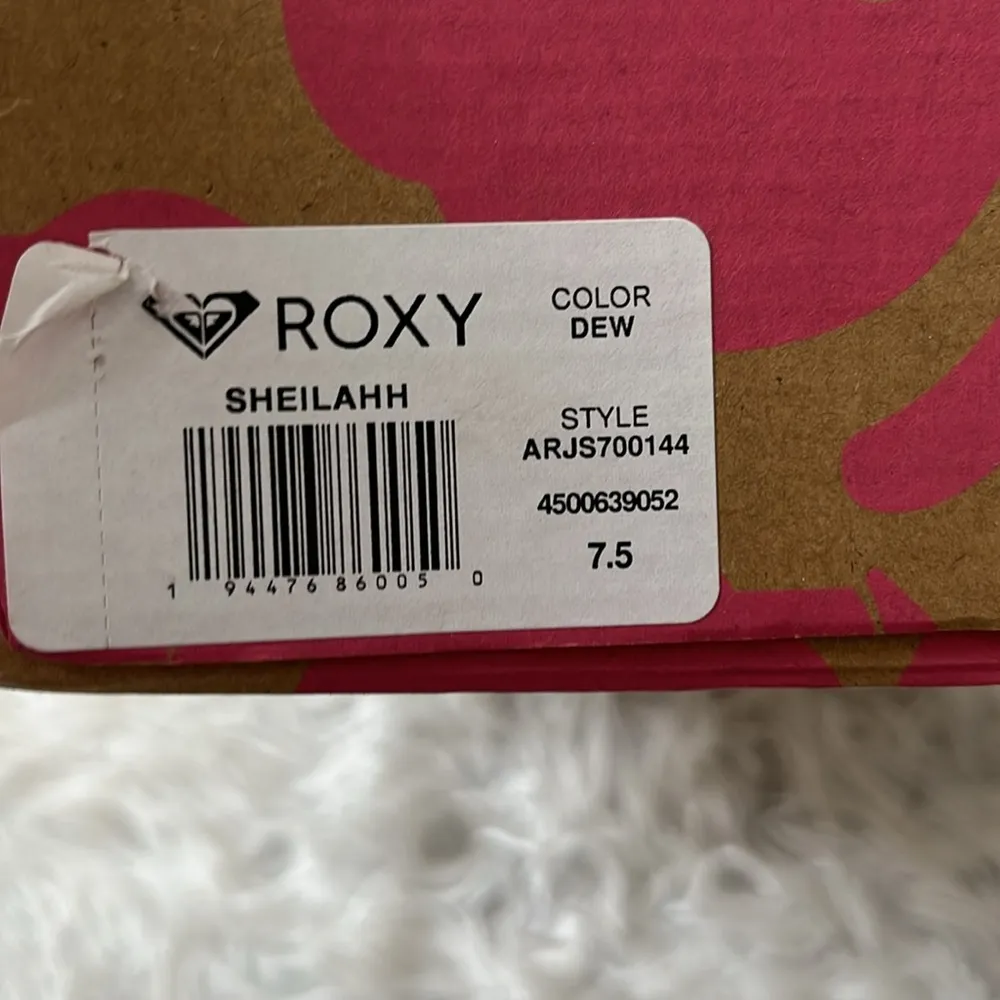 ROXY
SHEILAHH
1 94476 86005 0
COLOR
DEW
STYLE
ARJS700144
4500639052
7.5